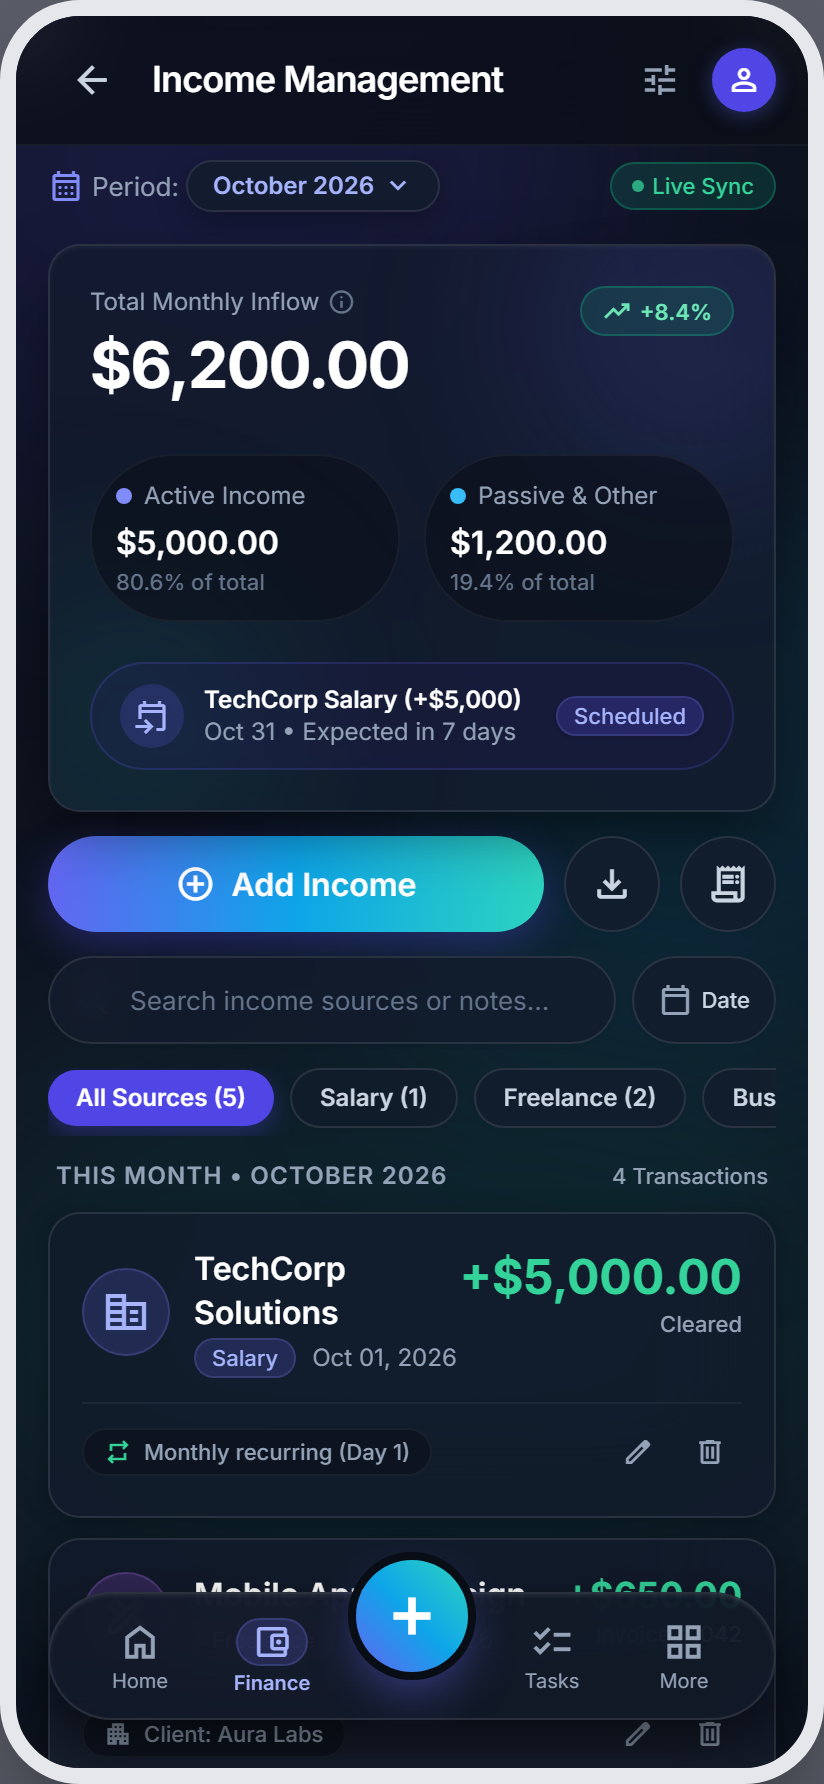 Income Management
Period: October 2026
Live Sync
Total Monthly Inflow
+8.4%
$6,200.00
Active Income
$5,000.00
80.6% of total
Passive & Other
$1,200.00
19.4% of total
TechCorp Salary (+$5,000)
Oct 31 • Expected in 7 days
Scheduled
Add Income
Search income sources or notes...
Date
All Sources (5)
Salary (1)
Freelance (2)
Bus
THIS MONTH • OCTOBER 2026
4 Transactions
TechCorp
Solutions
+$5,000.00
Cleared
Salary
Oct 01, 2026
Monthly recurring (Day 1)
+$650.00
Home
Finance
Tasks
More
Client: Aura Labs